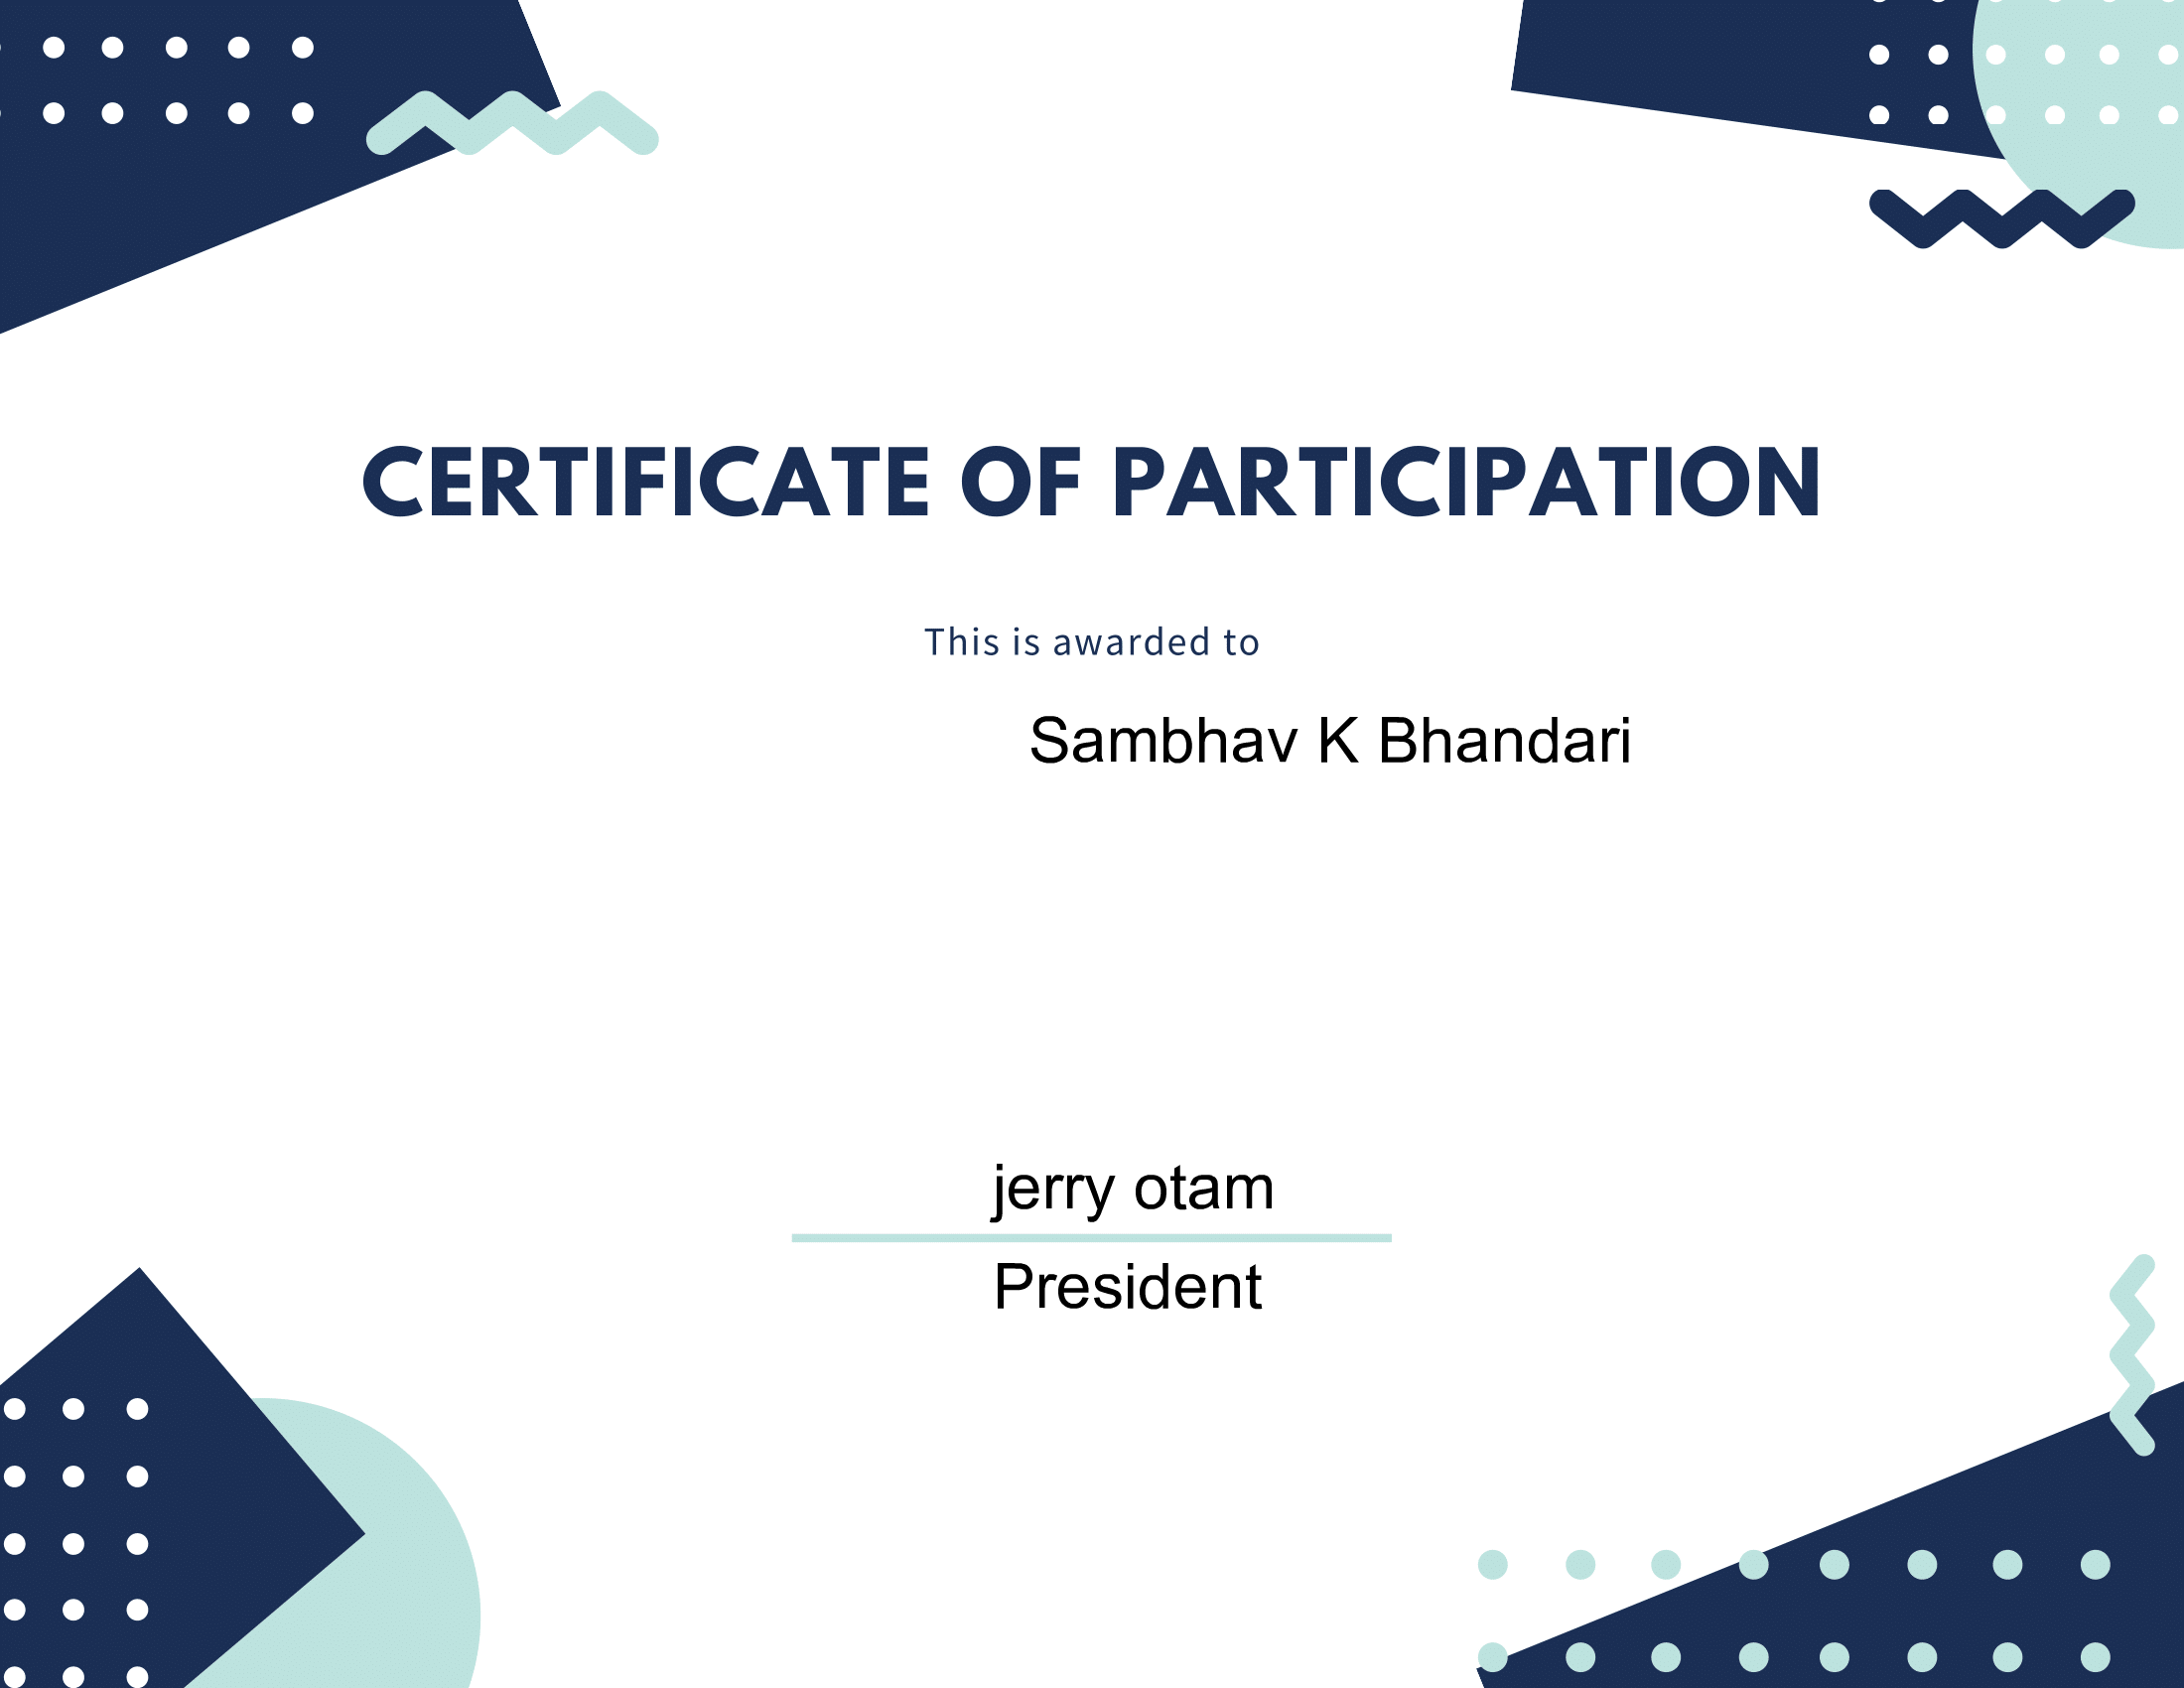 CERTIFICATE OF PARTICIPATION
This is awarded to
Sambhav K Bhandari
jerry otam
President